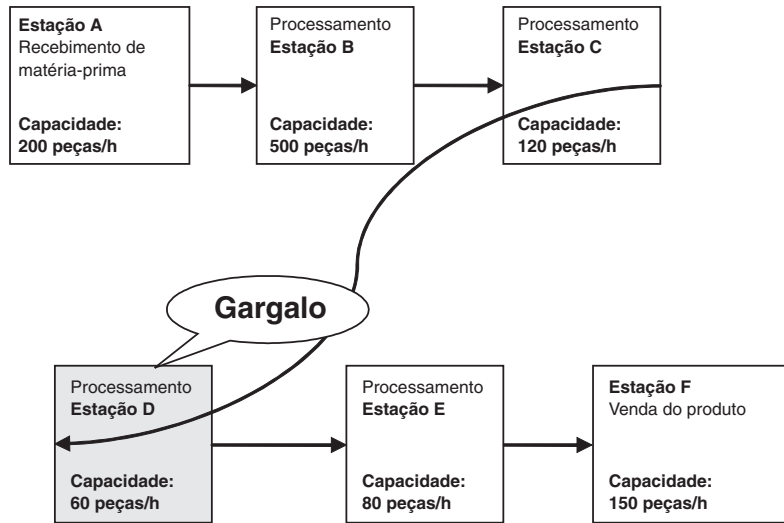 Estação A
Recebimento de
matéria-prima
Capacidade:
200 peças/h
Processamento
Estação B
Capacidade:
500 peças/h
Processamento
Estação C
Capacidade:
120 peças/h
Gargalo
Processamento
Estação D
Capacidade:
60 peças/h
Processamento
Estação E
Capacidade:
80 peças/h
Estação F
Venda do produto
Capacidade:
150 peças/h